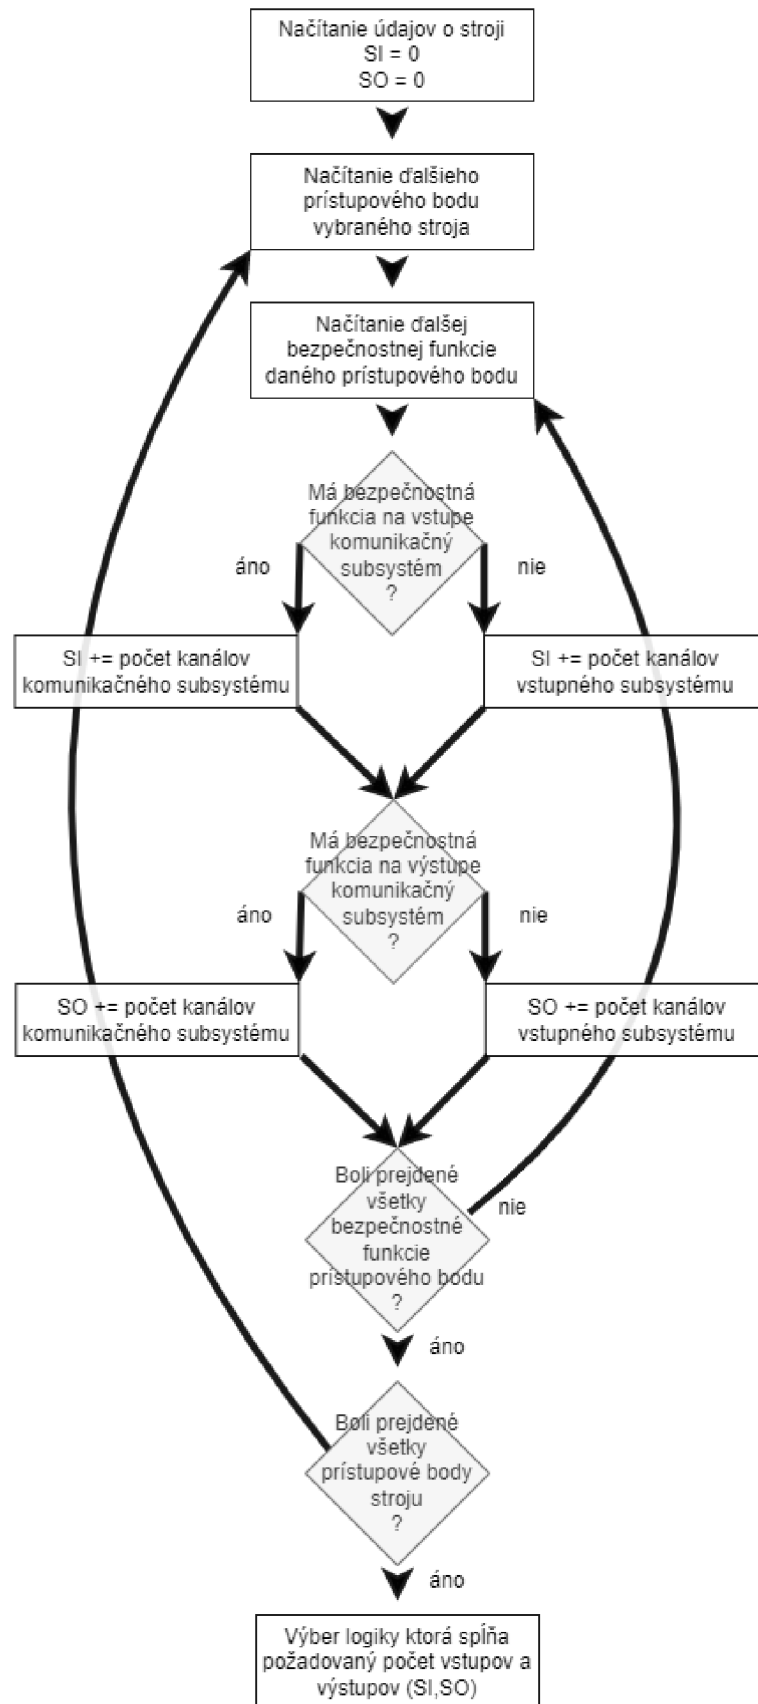 Načítanie údajov o stroji
SI = 0
SO = 0
Načítanie ďalšieho
prístupového bodu
vybraného stroja
Načítanie ďalšej
bezpečnostnej funkcie
daného prístupového bodu
Má bezpečnostná
funkcia na vstupe
komunikačný
subsystém
?
áno
nie
SI += počet kanálov
komunikačného subsystému
SI += počet kanálov
vstupného subsystému
Má bezpečnostná
funkcia na výstupe
komunikačný
subsystém
?
áno
nie
SO += počet kanálov
komunikačného subsystému
SO += počet kanálov
vstupného subsystému
Boli prejdené
všetky
bezpečnostné
funkcie
prístupového bodu
?
nie
áno
Boli prejdené
všetky
prístupové body
stroju
?
áno
Výber logiky ktorá spĺňa
požadovaný počet vstupov a
výstupov (SI,SO)